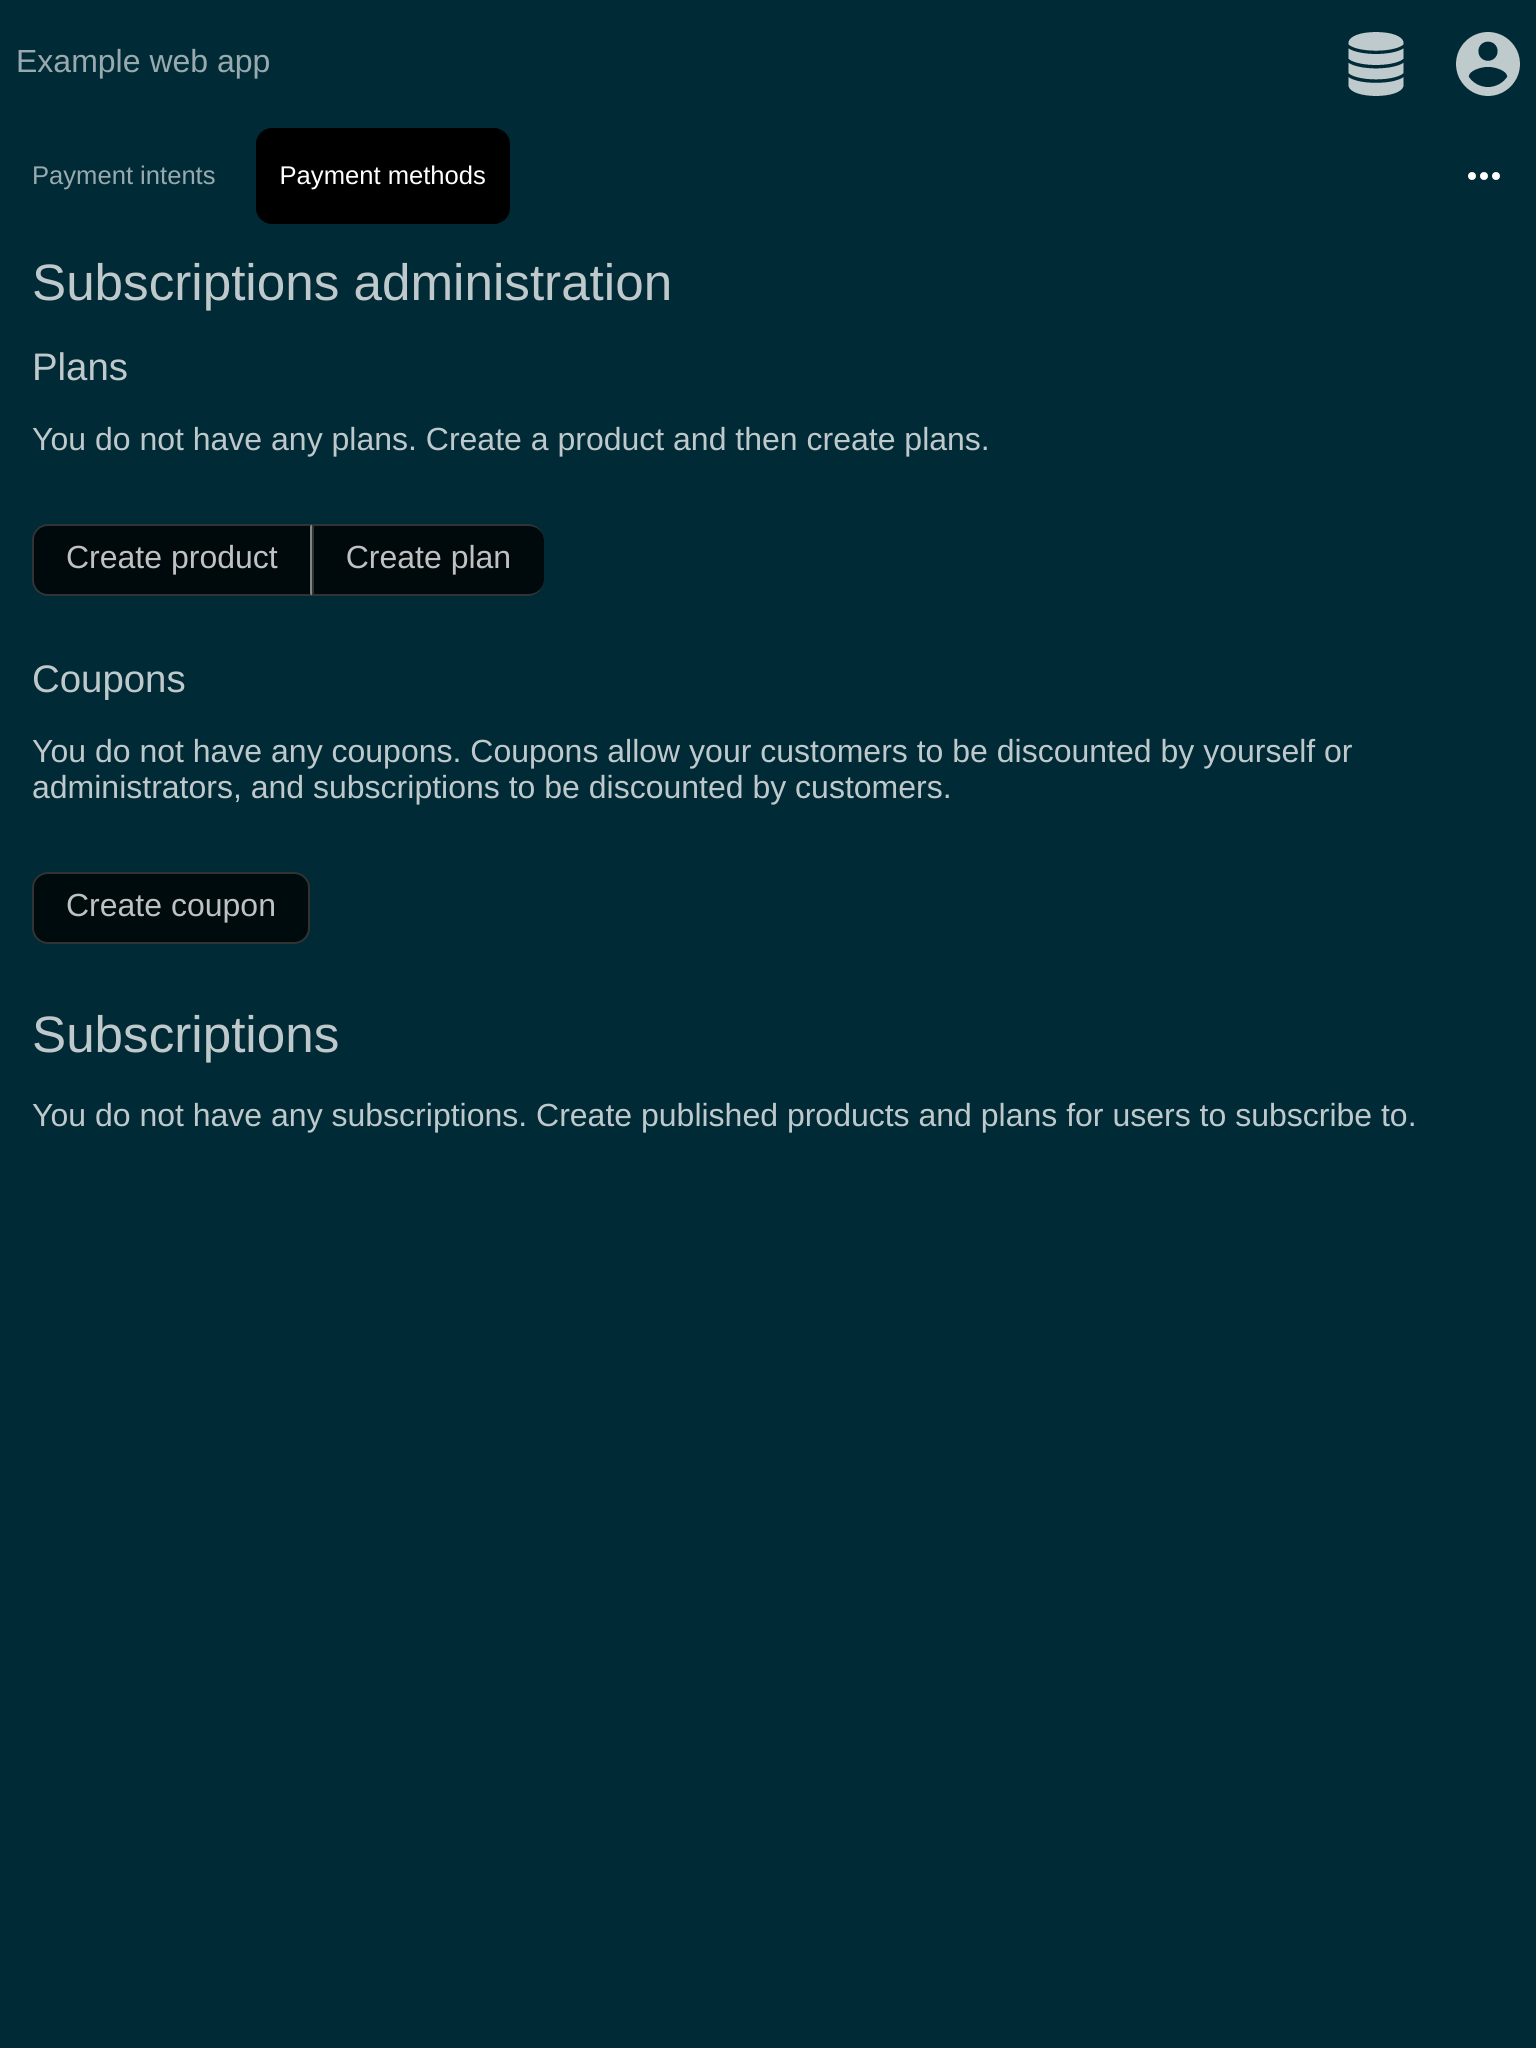 Example web app
Payment intents
Payment methods
Subscriptions administration
Plans
You do not have any plans. Create a product and then create plans.
Create product
Create plan
Coupons
You do not have any coupons. Coupons allow your customers to be discounted by yourself or
administrators, and subscriptions to be discounted by customers.
Create coupon
Subscriptions
You do not have any subscriptions. Create published products and plans for users to subscribe to.